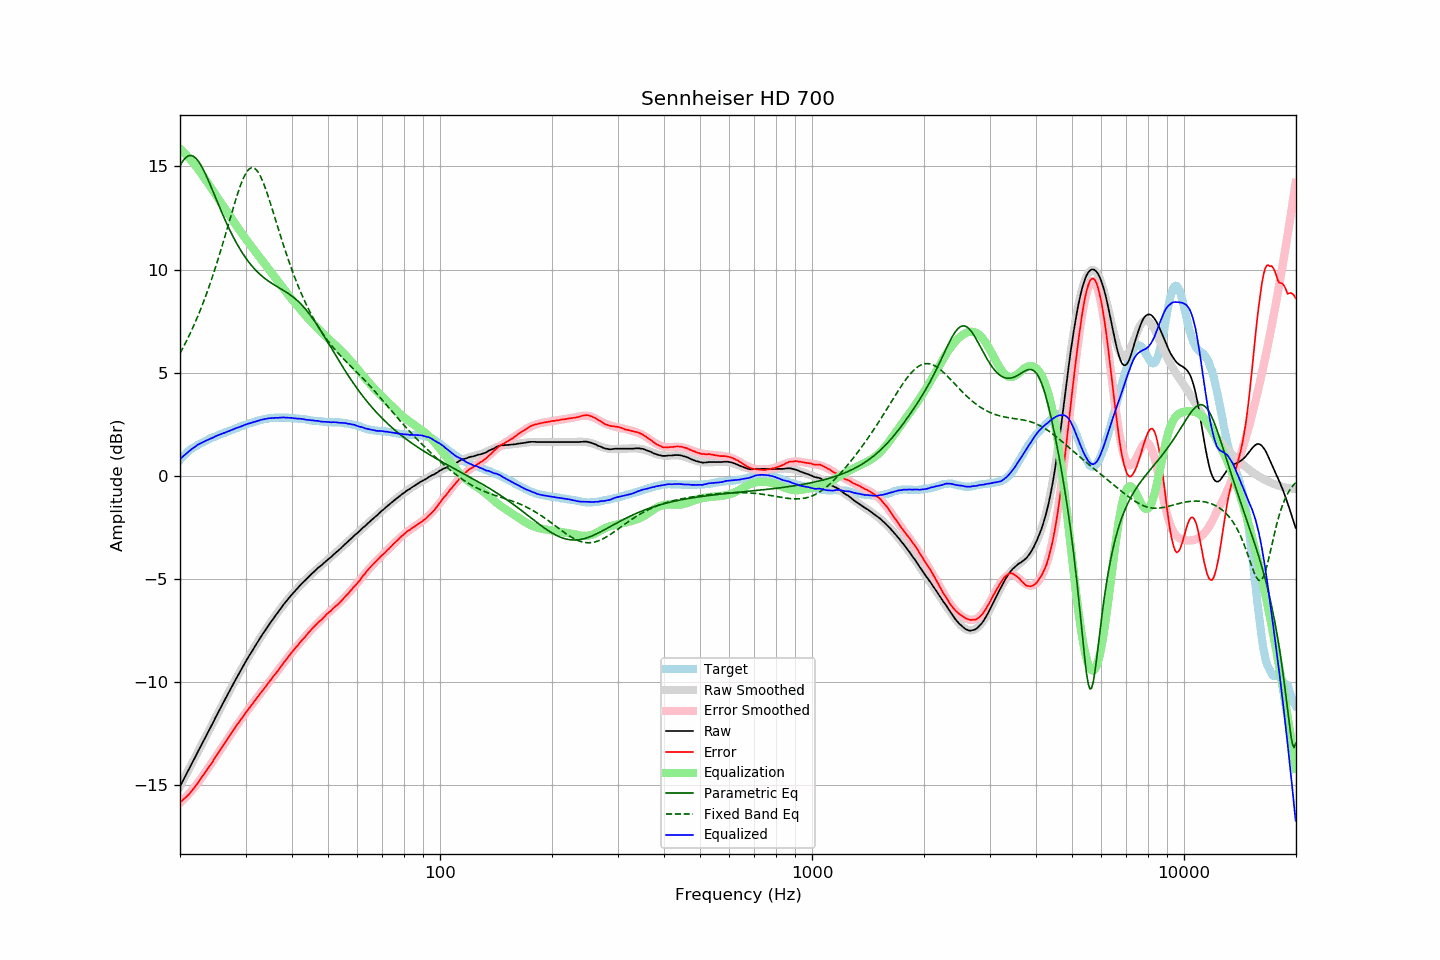 Sennheiser HD 700
Amplitude (dBr)
15
10
5
0
−5
−10
−15
Target
Raw Smoothed
Error Smoothed
Raw
Error
Equalization
Parametric Eq
Fixed Band Eq
Equalized
100
1000
10000
Frequency (Hz)